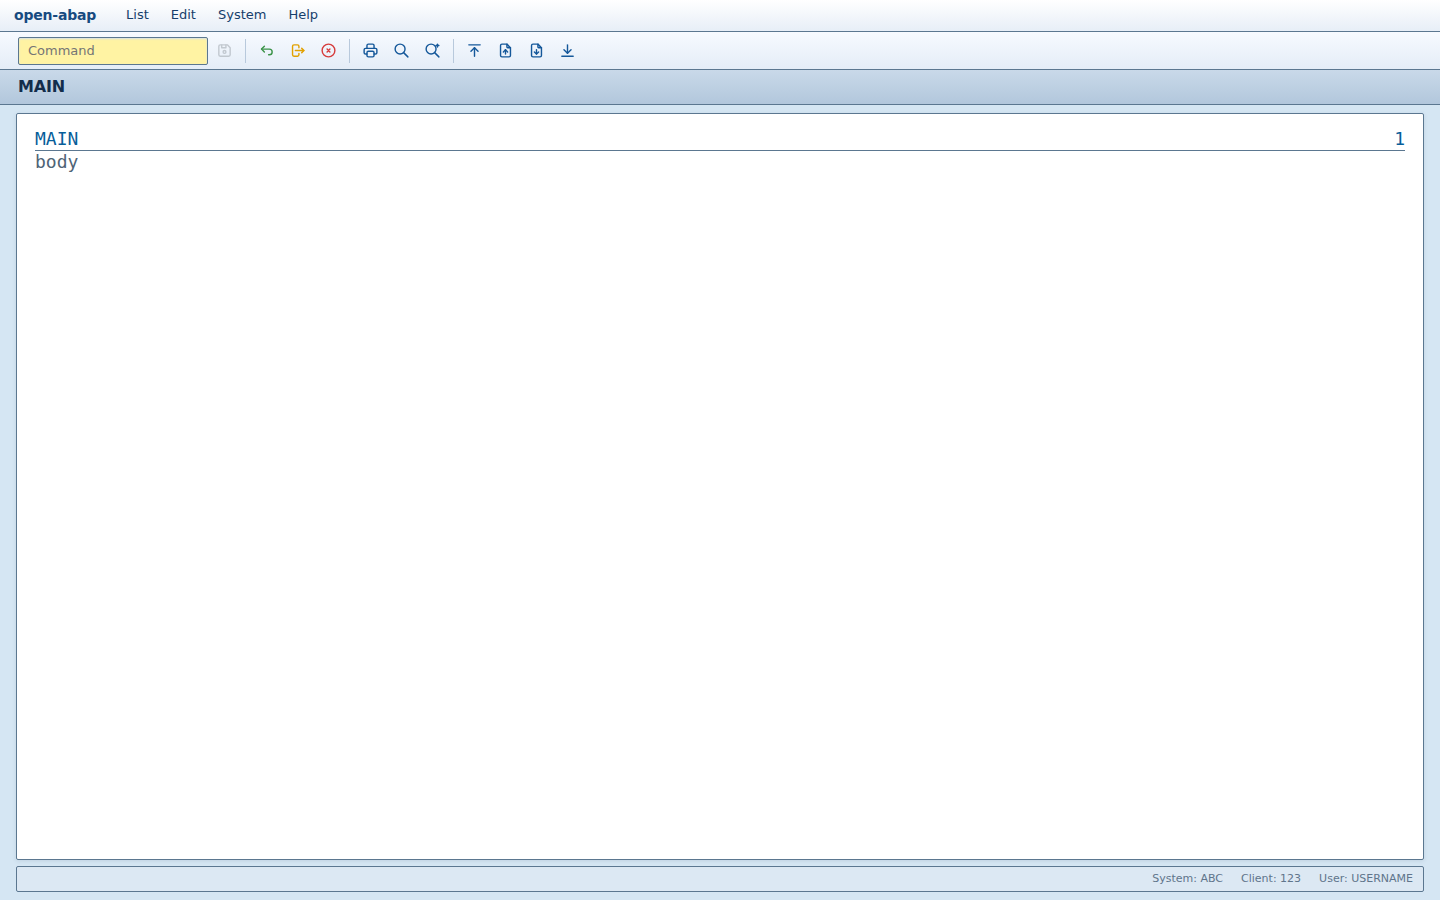 open-abap List Edit System Help
Command
MAIN
MAIN 1
body
System: ABC Client: 123 User: USERNAME